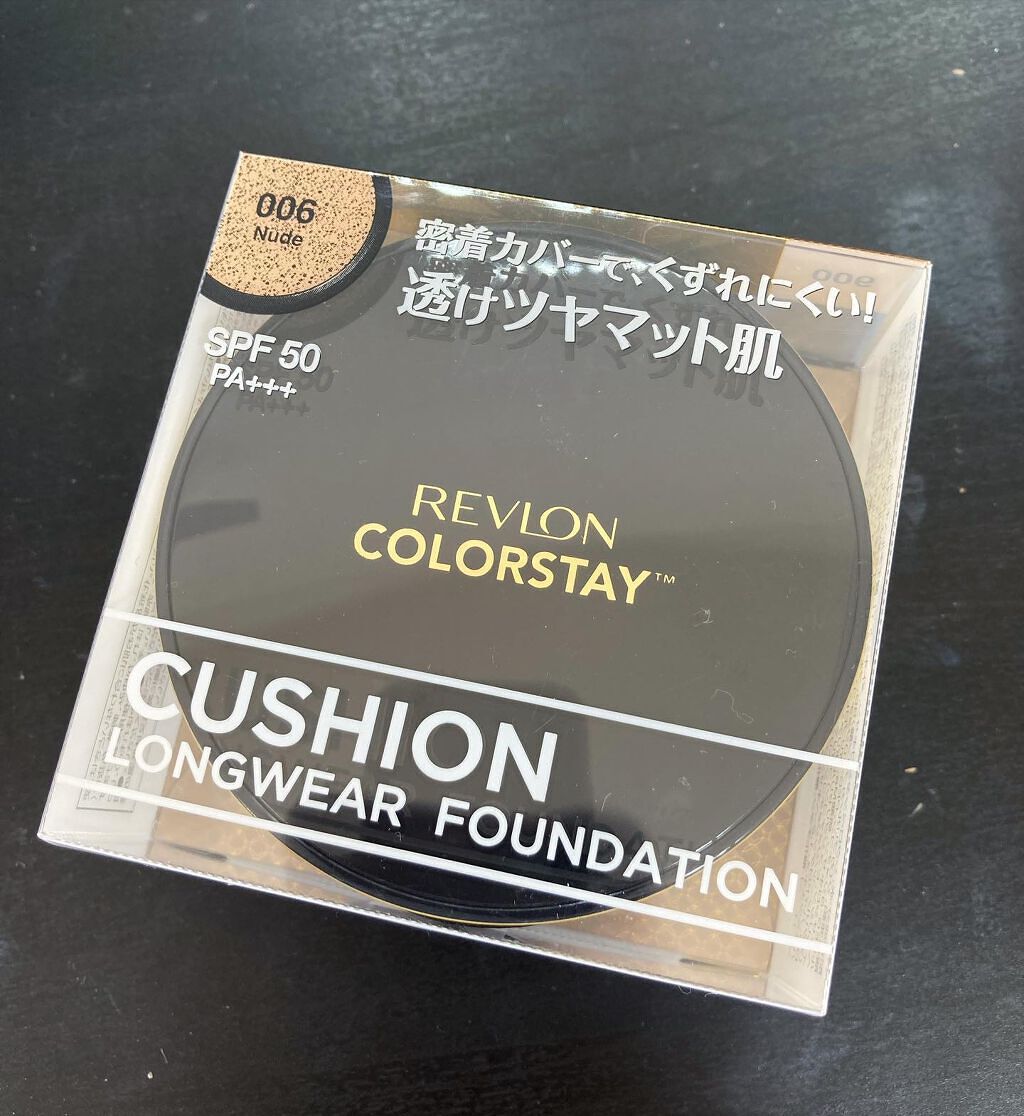 006
Nude
密着カバーで、くずれにくい!
透けツヤマット肌
SPF 50
PA+++
006
REVLON
COLORSTAY™
CUSHION
LONGWEAR FOUNDATION